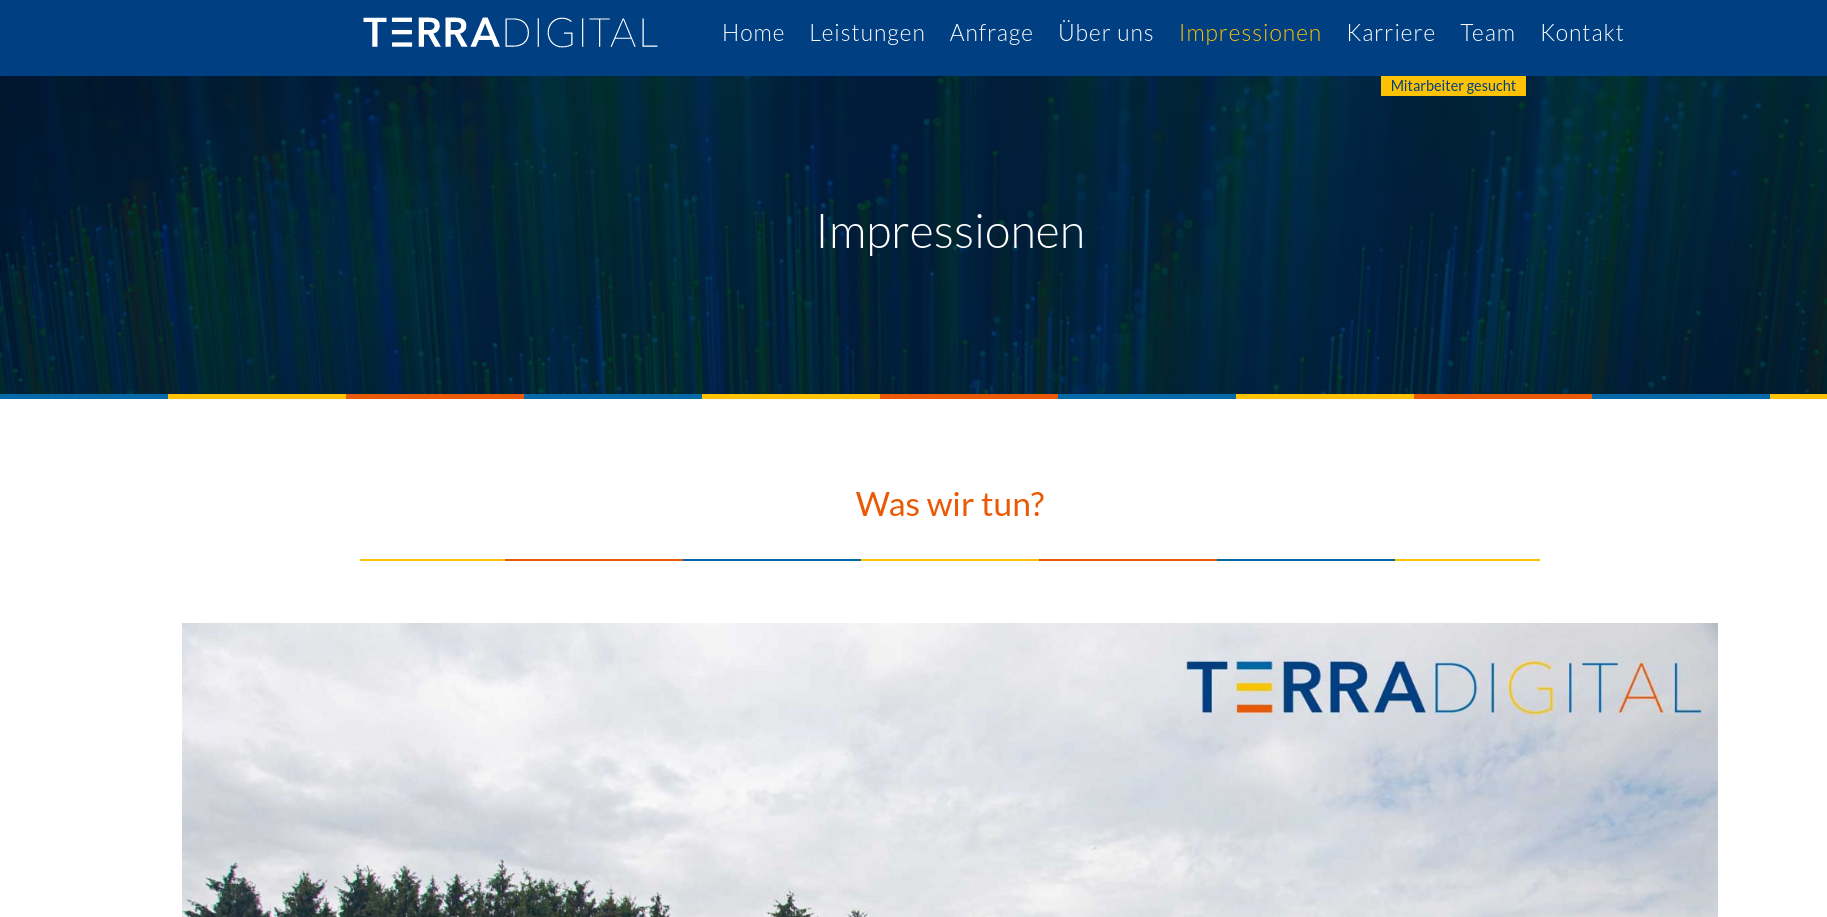 TERRADIGITAL Home Leistungen Anfrage Über uns Impressionen Karriere Team Kontakt
Mitarbeiter gesucht
Impressionen
Was wir tun?
TERRADIGITAL